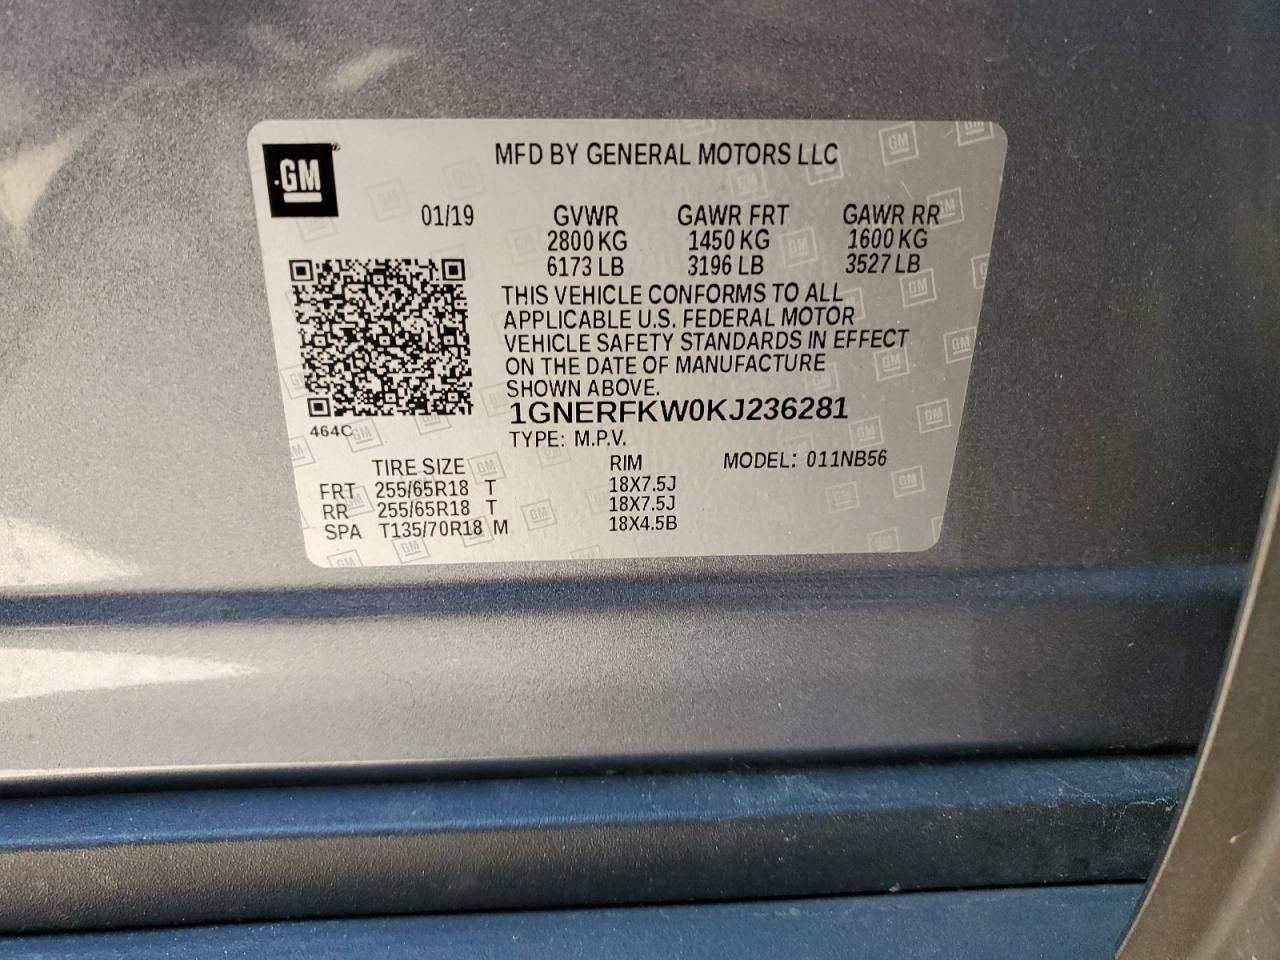 GM
MFD BY GENERAL MOTORS LLC
01/19 GVWR GAWR FRT GAWR RR
2800 KG 1450 KG 1600 KG
6173 LB 3196 LB 3527 LB
THIS VEHICLE CONFORMS TO ALL
APPLICABLE U.S. FEDERAL MOTOR
VEHICLE SAFETY STANDARDS IN EFFECT
ON THE DATE OF MANUFACTURE
SHOWN ABOVE.
1GNERFKW0KJ236281
464C
TYPE: M.P.V.
TIRE SIZE RIM MODEL: 011NB56
FRT 255/65R18 T 18X7.5J
RR 255/65R18 T 18X7.5J
SPA T135/70R18 M 18X4.5B